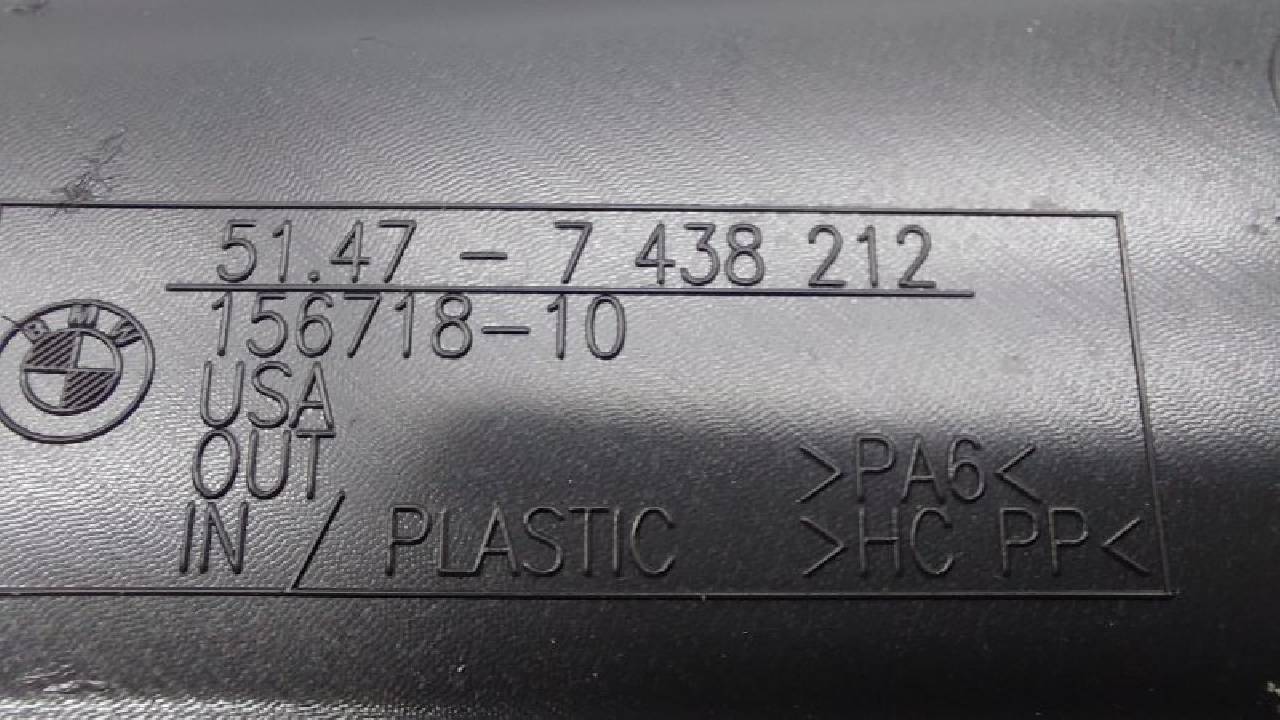 51.47 - 7 438 212
BMW
156718-10
USA
OUT >PA6<
IN / PLASTIC >HC PP<